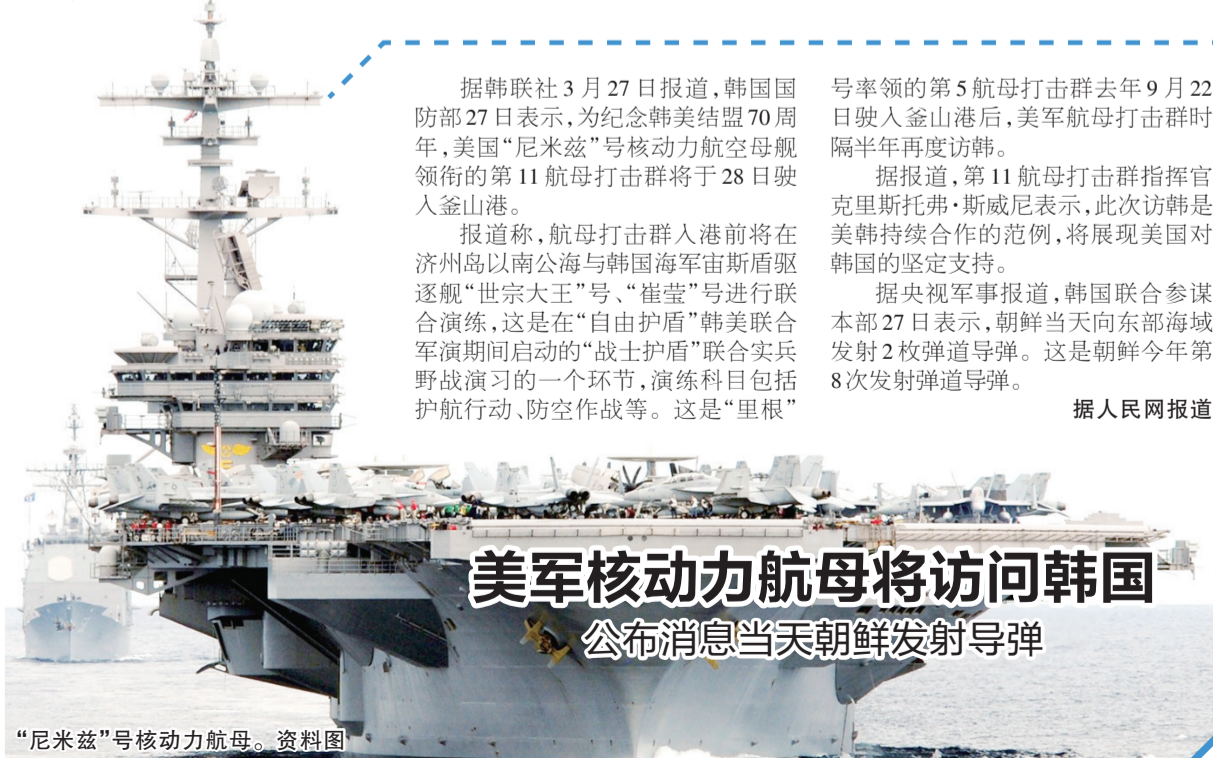 据韩联社3月27日报道，韩国国
防部27日表示，为纪念韩美结盟70周
年，美国“尼米兹”号核动力航空母舰
领衔的第11航母打击群将于28日驶
入釜山港。
报道称，航母打击群入港前将在
济州岛以南公海与韩国海军宙斯盾驱
逐舰“世宗大王”号、“崔莹”号进行联
合演练，这是在“自由护盾”韩美联合
军演期间启动的“战士护盾”联合实兵
野战演习的一个环节，演练科目包括
护航行动、防空作战等。这是“里根”
号率领的第5航母打击群去年9月22
日驶入釜山港后，美军航母打击群时
隔半年再度访韩。
据报道，第11航母打击群指挥官
克里斯托弗·斯威尼表示，此次访韩是
美韩持续合作的范例，将展现美国对
韩国的坚定支持。
据央视军事报道，韩国联合参谋
本部27日表示，朝鲜当天向东部海域
发射2枚弹道导弹。这是朝鲜今年第
8次发射弹道导弹。
据人民网报道
美军核动力航母将访问韩国
公布消息当天朝鲜发射导弹
“尼米兹”号核动力航母。资料图